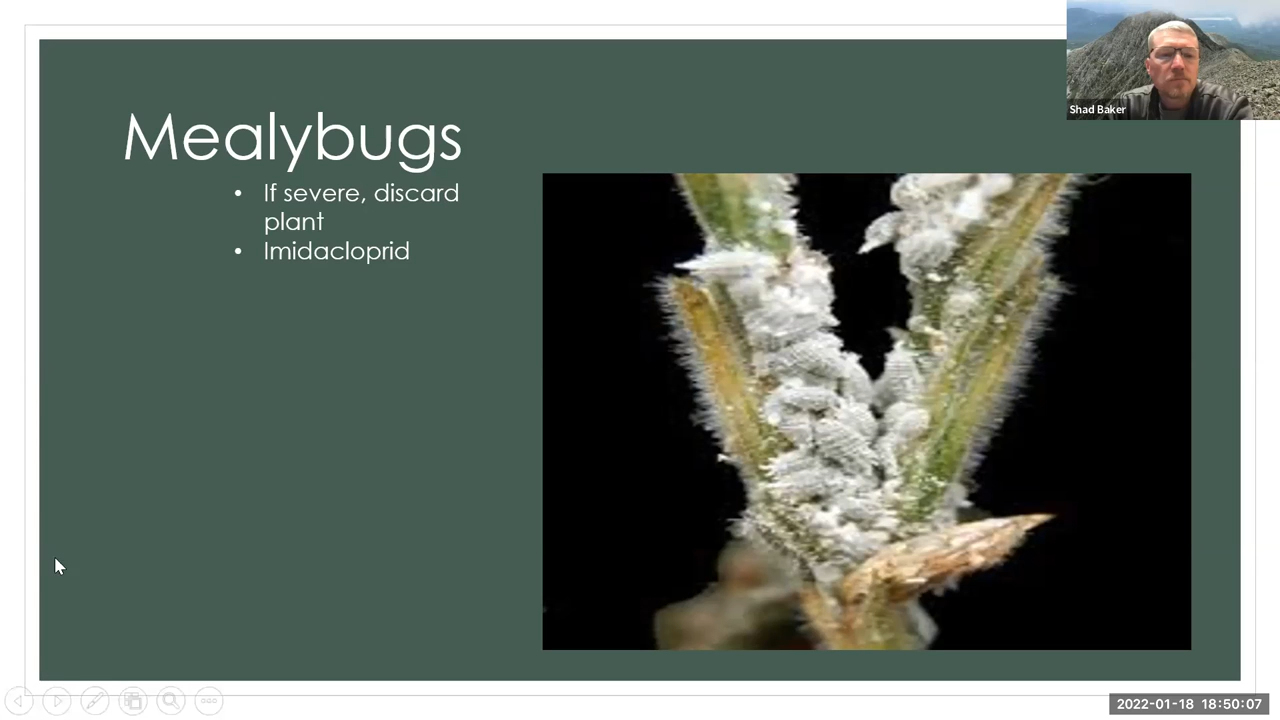 Shad Baker
Mealybugs
• If severe, discard
plant
• Imidacloprid
2022-01-18 18:50:07